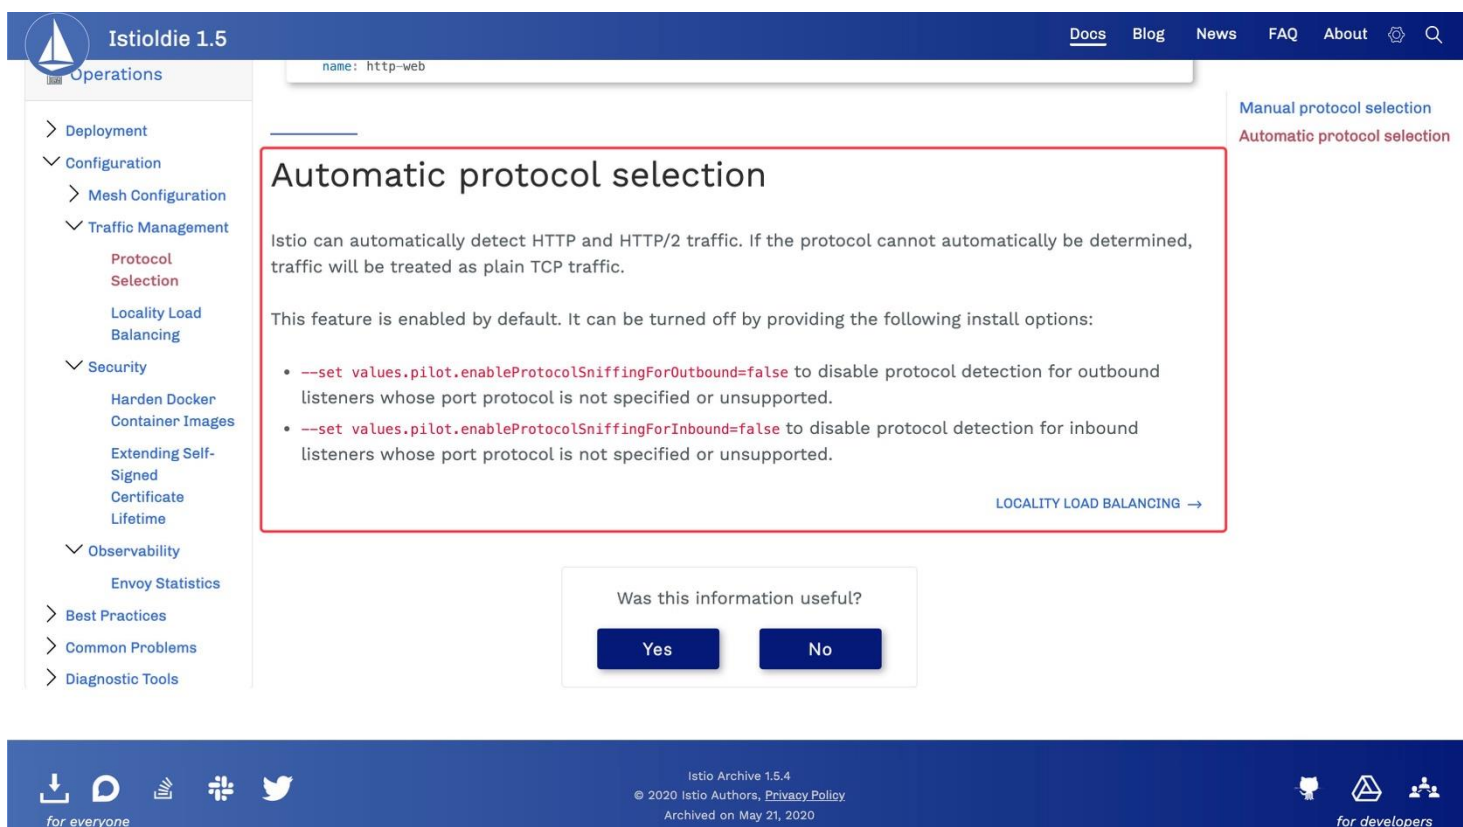 Istioldie 1.5
Docs Blog News FAQ About
Operations
Deployment
Configuration
Mesh Configuration
Traffic Management
Protocol
Selection
Locality Load
Balancing
Security
Harden Docker
Container Images
Extending Self-
Signed
Certificate
Lifetime
Observability
Envoy Statistics
Best Practices
Common Problems
Diagnostic Tools
name: http-web
Automatic protocol selection
Istio can automatically detect HTTP and HTTP/2 traffic. If the protocol cannot automatically be determined,
traffic will be treated as plain TCP traffic.
This feature is enabled by default. It can be turned off by providing the following install options:
• --set values.pilot.enableProtocolSniffingForOutbound=false to disable protocol detection for outbound
listeners whose port protocol is not specified or unsupported.
• --set values.pilot.enableProtocolSniffingForInbound=false to disable protocol detection for inbound
listeners whose port protocol is not specified or unsupported.
LOCALITY LOAD BALANCING →
Was this information useful?
Yes No
Manual protocol selection
Automatic protocol selection
for everyone
Istio Archive 1.5.4
© 2020 Istio Authors, Privacy Policy
Archived on May 21, 2020
for developers